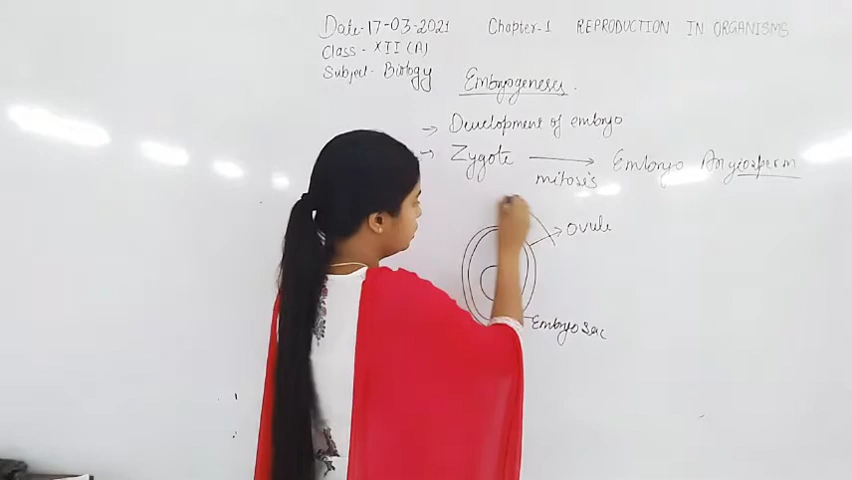 Date-17-03-2021 Chapter-1 REPRODUCTION IN ORGANISMS
Class - XII (A)
Subject - Biology
Embryogenesis.
→ Development of embryo
→ Zygote → Embryo Angiosperm
mitosis
ovule
Embryo sac